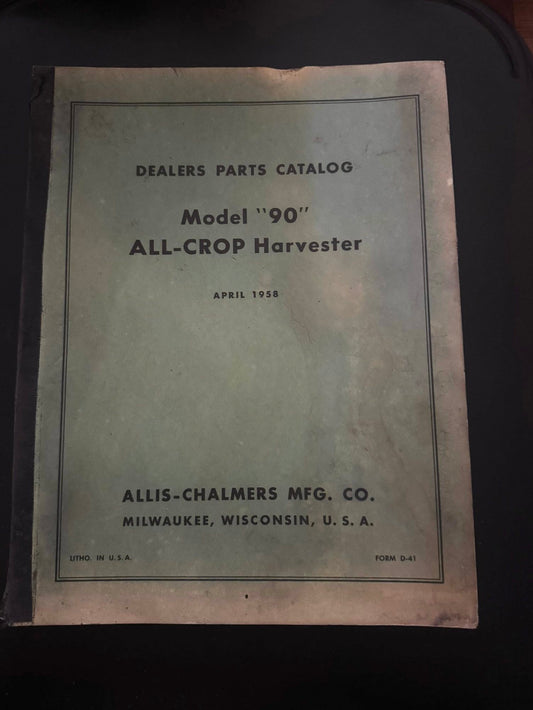 DEALERS PARTS CATALOG
Model "90"
ALL-CROP Harvester
APRIL 1958
ALLIS-CHALMERS MFG. CO.
MILWAUKEE, WISCONSIN, U. S. A.
LITHO. IN U. S. A.
FORM D-41